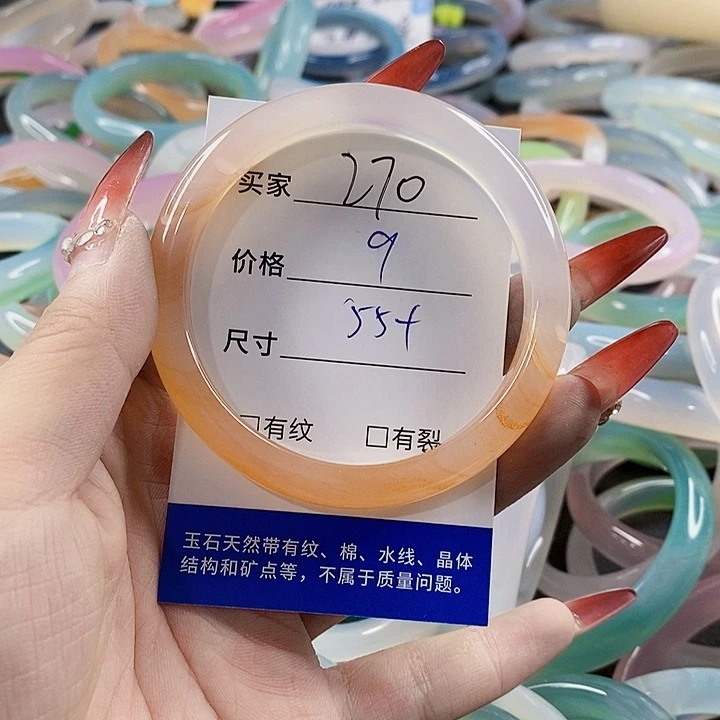 买家 270
价格 9
尺寸 55+
□有纹 □有裂
玉石天然带有纹、棉、水线、晶体
结构和矿点等，不属于质量问题。